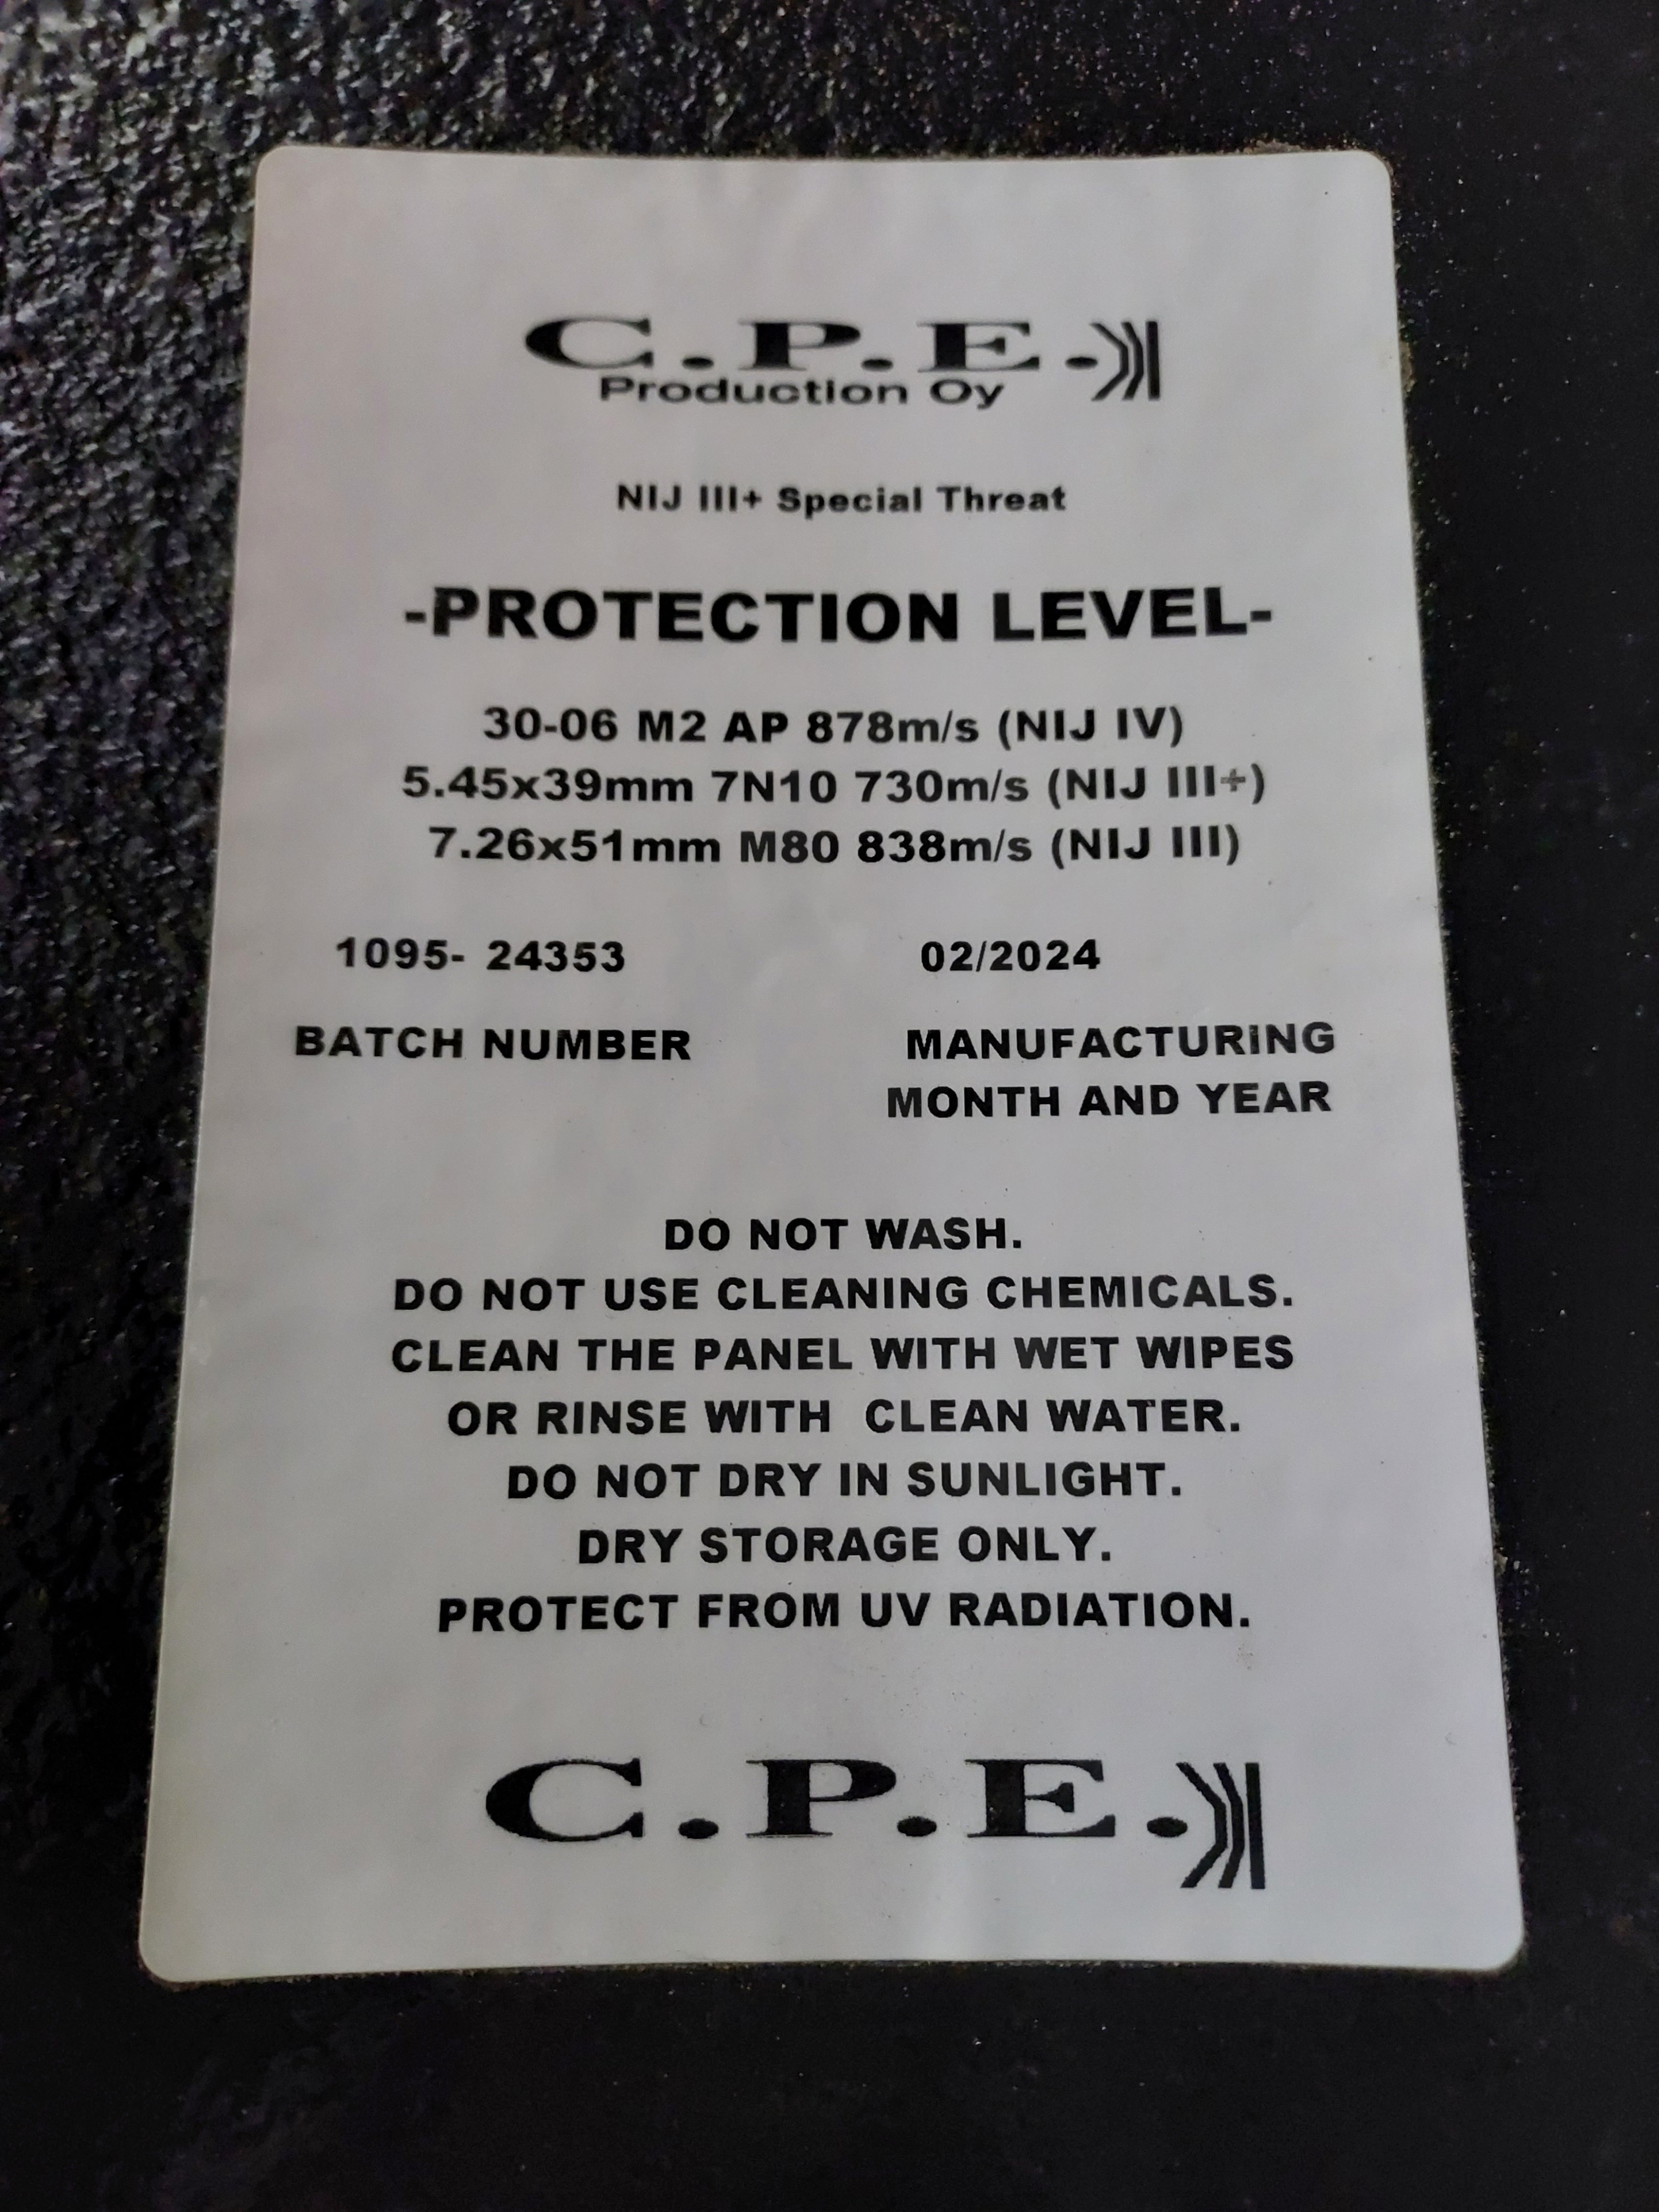 C.P.E.
Production Oy
NIJ III+ Special Threat
-PROTECTION LEVEL-
30-06 M2 AP 878m/s (NIJ IV)
5.45x39mm 7N10 730m/s (NIJ III+)
7.26x51mm M80 838m/s (NIJ III)
1095- 24353 02/2024
BATCH NUMBER MANUFACTURING
MONTH AND YEAR
DO NOT WASH.
DO NOT USE CLEANING CHEMICALS.
CLEAN THE PANEL WITH WET WIPES
OR RINSE WITH  CLEAN WATER.
DO NOT DRY IN SUNLIGHT.
DRY STORAGE ONLY.
PROTECT FROM UV RADIATION.
C.P.E.